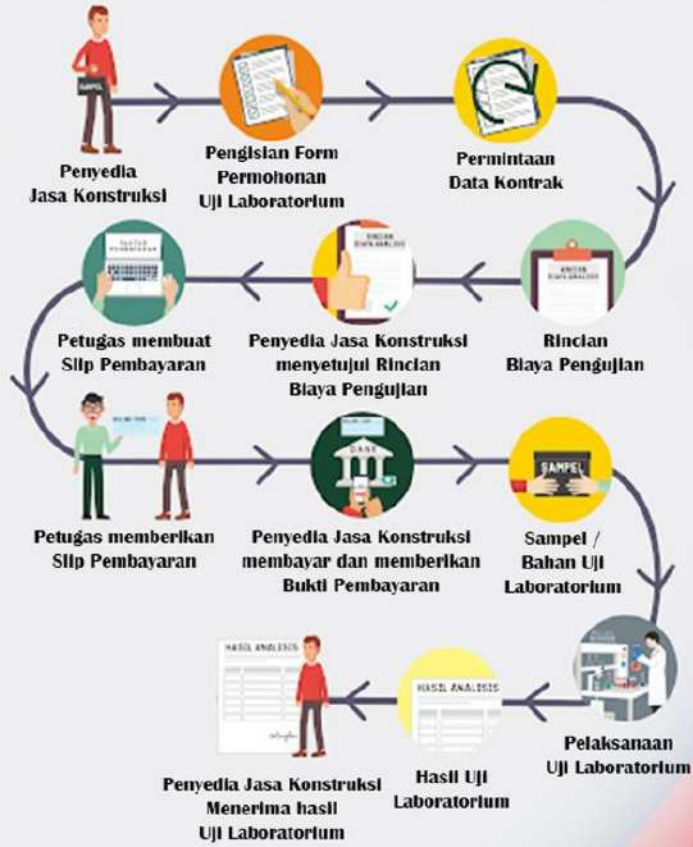 SAMPEL
Penyedia
Jasa Konstruksi
Pengisian Form
Permohonan
Uji Laboratorium
Permintaan
Data Kontrak
RINCIAN
BIAYA ANALISIS
Rincian
Biaya Pengujian
RINCIAN
BIAYA ANALISIS
Penyedia Jasa Konstruksi
menyetujui Rincian
Biaya Pengujian
Petugas membuat
Slip Pembayaran
Petugas memberikan
Slip Pembayaran
BANK
Penyedia Jasa Konstruksi
membayar dan memberikan
Bukti Pembayaran
SAMPEL
Sampel /
Bahan Uji
Laboratorium
Pelaksanaan
Uji Laboratorium
HASIL ANALISIS
Hasil Uji
Laboratorium
HASIL ANALISIS
Penyedia Jasa Konstruksi
Menerima hasil
Uji Laboratorium